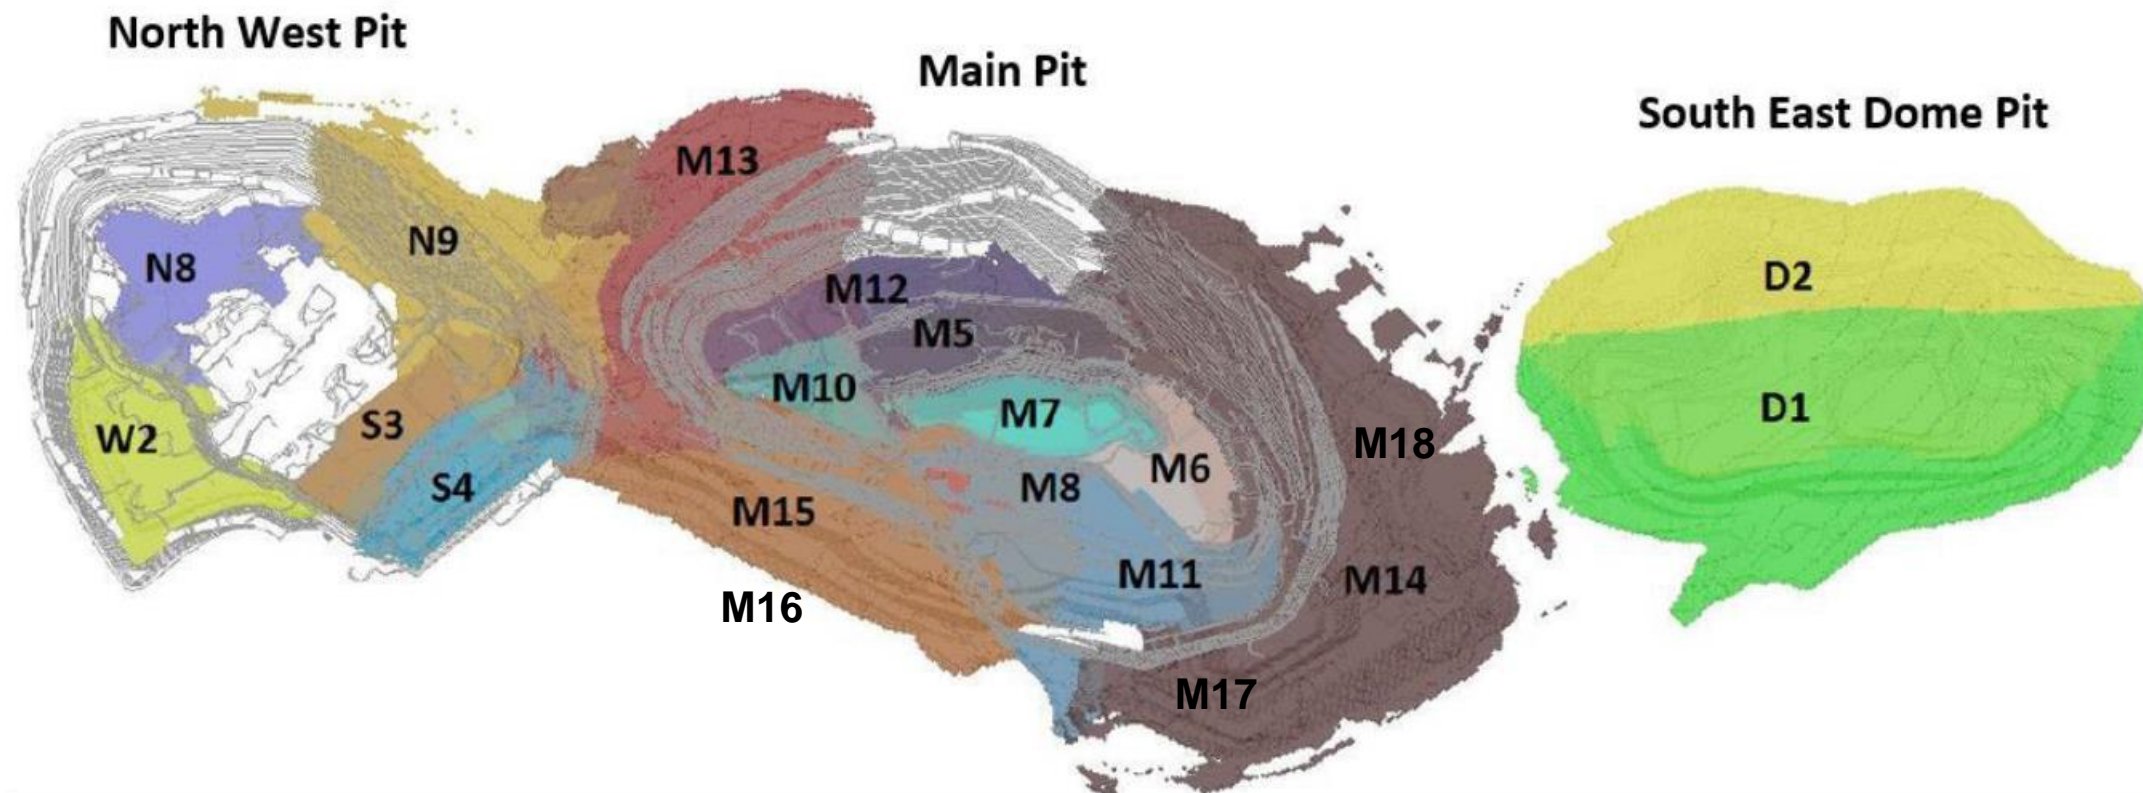 North West Pit
Main Pit
South East Dome Pit
M13
N9
N8
D2
M12
M5
M10
M7
D1
S3
W2
M18
M6
S4
M8
M15
M11
M14
M16
M17